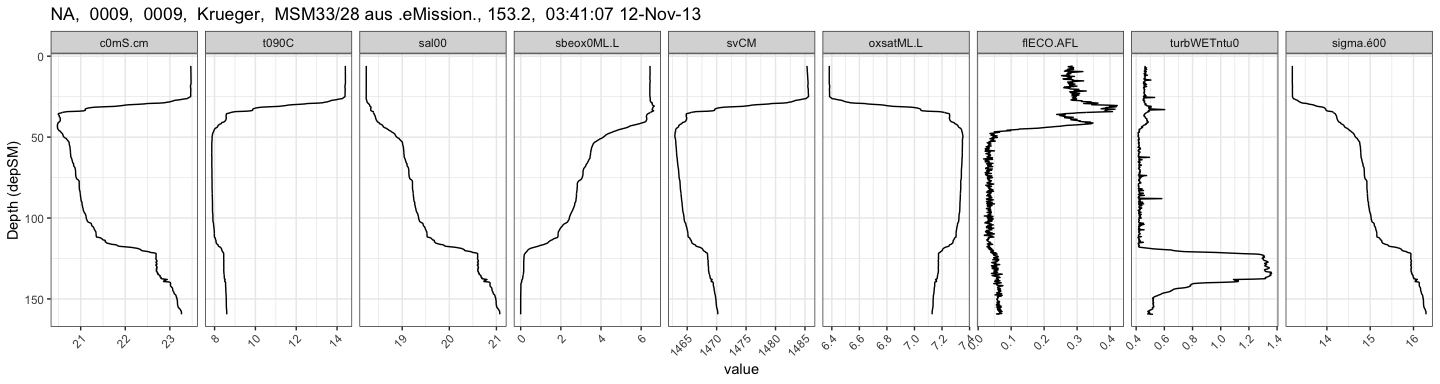 NA, 0009, 0009, Krueger, MSM33/28 aus .eMission., 153.2, 03:41:07 12-Nov-13
c0mS.cm t090C sal00 sbeox0ML.L svCM oxsatML.L flECO.AFL turbWETntu0 sigma.é00
0
50
100
150
Depth (depSM)
21 22 23 8 10 12 14 19 20 21 0 2 4 6 1465 1470 1475 1480 1485 6.4 6.6 6.8 7.0 7.2 7.4 0.0 0.1 0.2 0.3 0.4 0.4 0.6 0.8 1.0 1.2 1.4 14 15 16
value